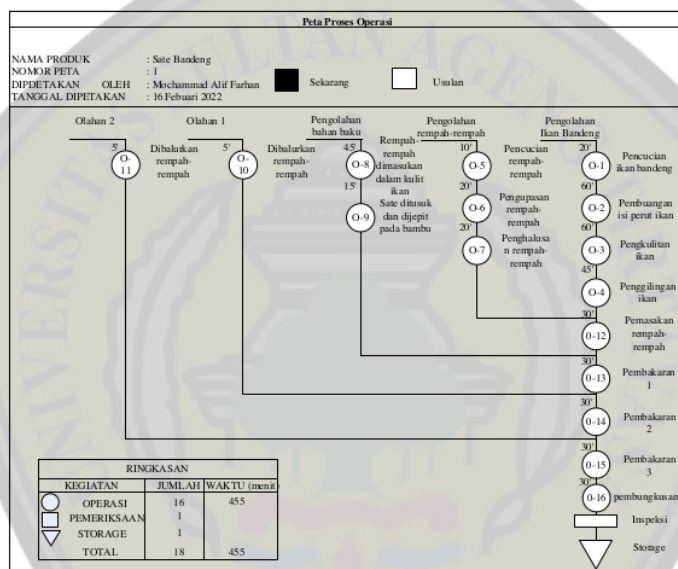 Peta Proses Operasi
NAMA PRODUK : Sate Bandeng
NOMOR PETA : 1
DIPDETAKAN OLEH : Mochammad Alif Farhan
TANGGAL DIPETAKAN : 16 Febuari 2022
Sekarang
Usulan
Olahan 2
5'
O-11
Dibalurkan
rempah-
rempah
Olahan 1
5'
O-10
Dibalurkan
rempah-
rempah
Pengolahan
bahan baku
45'
O-8
Rempah-
rempah
dimasukan
dalam kulit
ikan
15'
O-9
Sate ditusuk
dan dijepit
pada bambu
Pengolahan
rempah-rempah
10'
O-5
Pencucian
rempah-
rempah
20'
O-6
Pengupasan
rempah-
rempah
20'
O-7
Penghalusa
n rempah-
rempah
Pengolahan
Ikan Bandeng
20'
O-1
Pencucian
ikan bandeng
60'
O-2
Pembuangan
isi perut ikan
60'
O-3
Pengkulitan
ikan
45'
O-4
Penggilingan
ikan
30'
0-12
Pemasakan
rempah-
rempah
30'
0-13
Pembakaran
1
30'
0-14
Pembakaran
2
30'
0-15
Pembakaran
3
30'
0-16
pembungkusan
Inspeksi
Storage
RINGKASAN
KEGIATAN JUMLAH WAKTU (menit)
OPERASI 16 455
PEMERIKSAAN 1
STORAGE 1
TOTAL 18 455